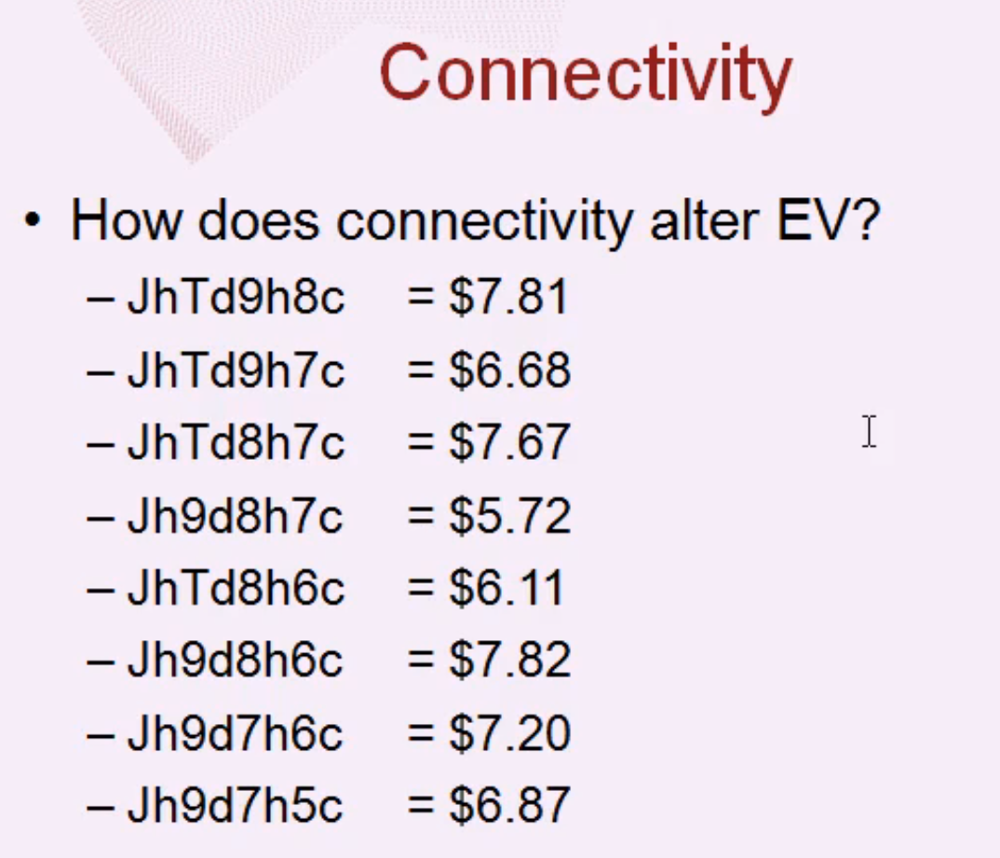 Connectivity
• How does connectivity alter EV?
– JhTd9h8c = $7.81
– JhTd9h7c = $6.68
– JhTd8h7c = $7.67
– Jh9d8h7c = $5.72
– JhTd8h6c = $6.11
– Jh9d8h6c = $7.82
– Jh9d7h6c = $7.20
– Jh9d7h5c = $6.87